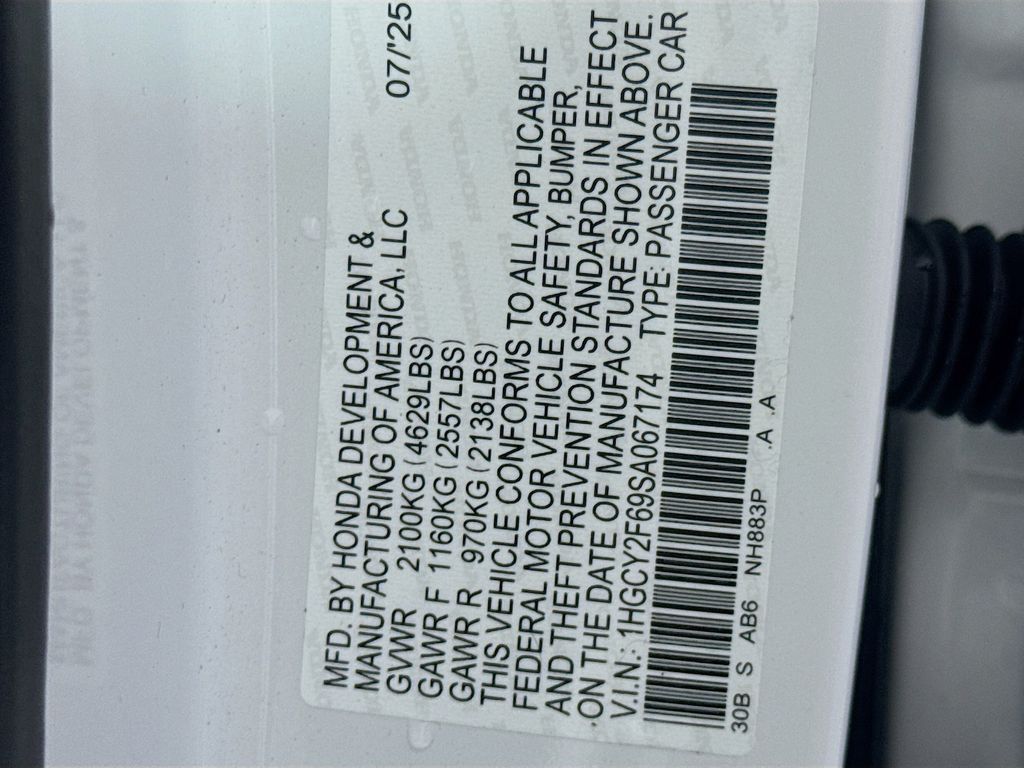 MFD. BY HONDA DEVELOPMENT &
MANUFACTURING OF AMERICA, LLC 07/'25
GVWR 2100KG (4629LBS)
GAWR F 1160KG (2557LBS)
GAWR R 970KG (2138LBS)
THIS VEHICLE CONFORMS TO ALL APPLICABLE
FEDERAL MOTOR VEHICLE SAFETY, BUMPER,
AND THEFT PREVENTION STANDARDS IN EFFECT
ON THE DATE OF MANUFACTURE SHOWN ABOVE.
V.I.N.: 1HGCY2F69SA067174 TYPE: PASSENGER CAR
30B S AB6 NH883P .A .A